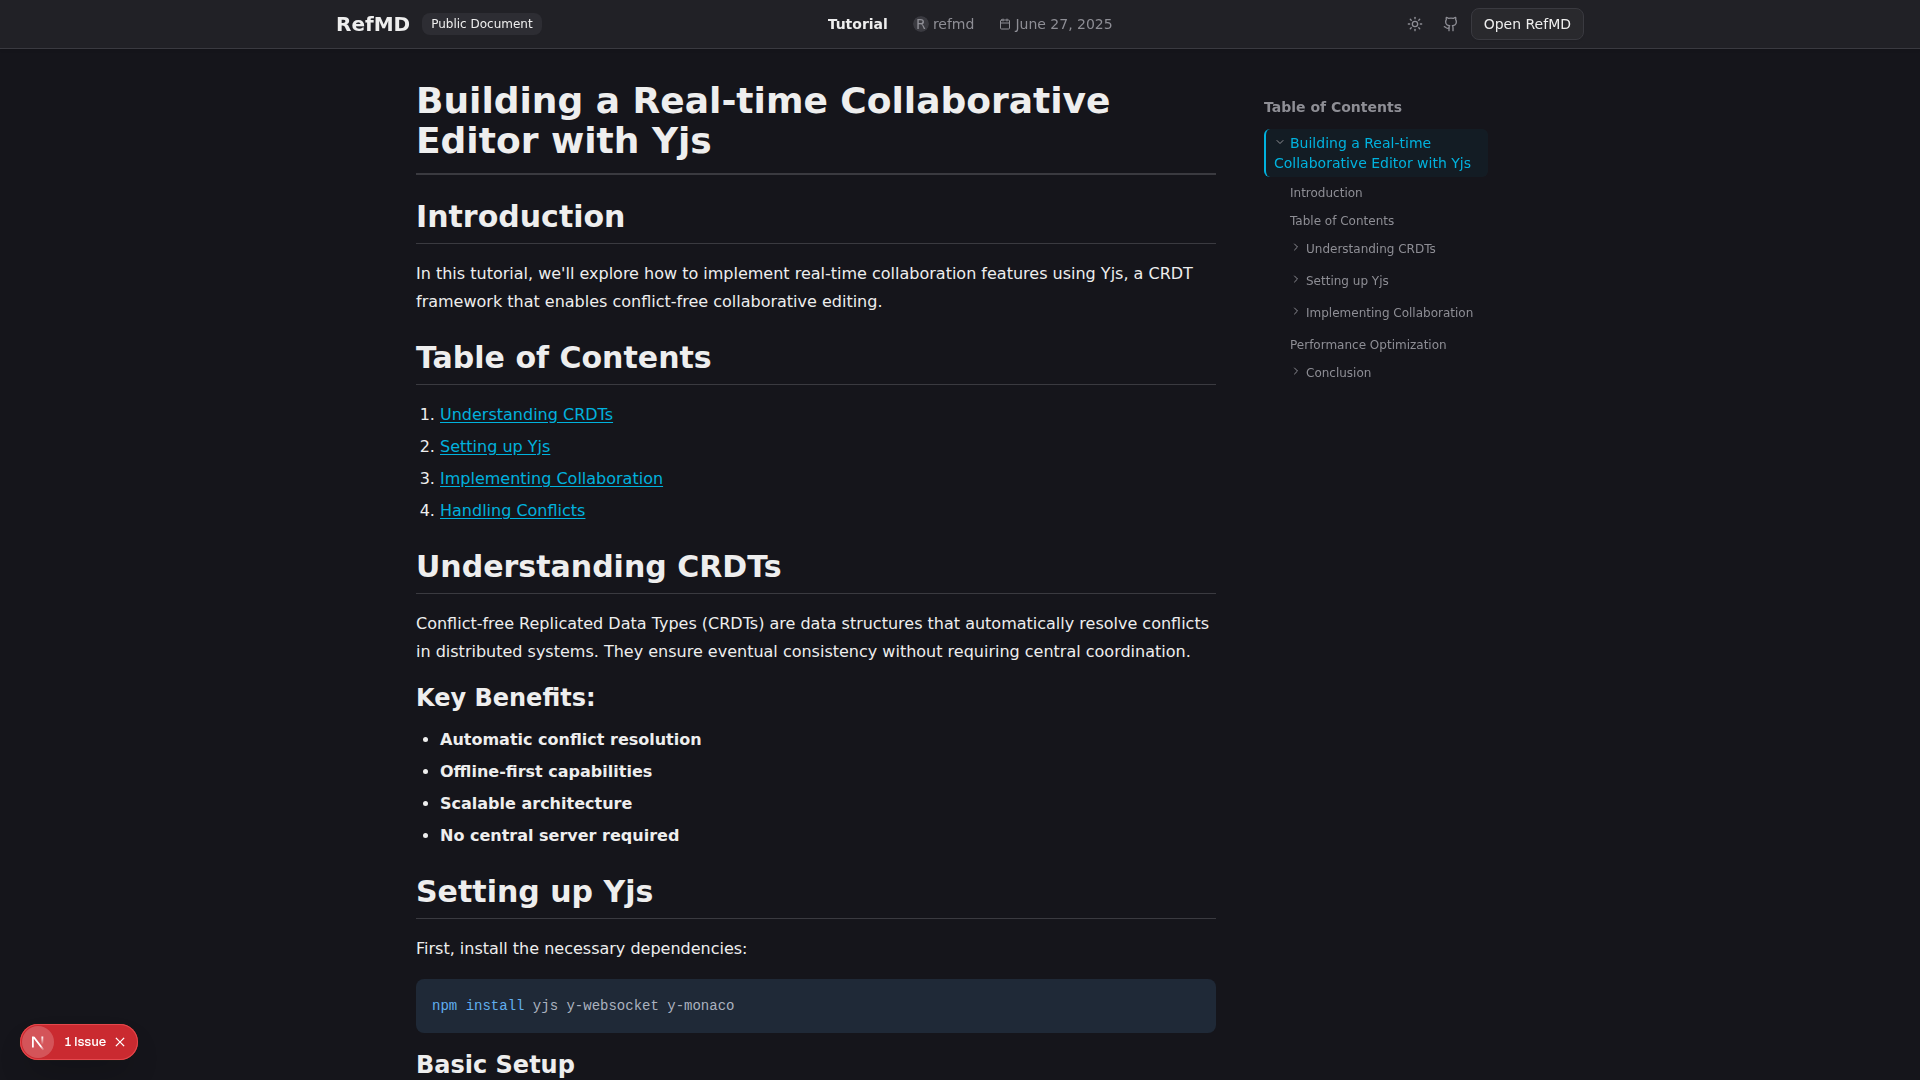 RefMD
Public Document
Tutorial
R refmd
June 27, 2025
Open RefMD
Building a Real-time Collaborative
Editor with Yjs
Introduction
In this tutorial, we'll explore how to implement real-time collaboration features using Yjs, a CRDT
framework that enables conflict-free collaborative editing.
Table of Contents
1. Understanding CRDTs
2. Setting up Yjs
3. Implementing Collaboration
4. Handling Conflicts
Understanding CRDTs
Conflict-free Replicated Data Types (CRDTs) are data structures that automatically resolve conflicts
in distributed systems. They ensure eventual consistency without requiring central coordination.
Key Benefits:
• Automatic conflict resolution
• Offline-first capabilities
• Scalable architecture
• No central server required
Setting up Yjs
First, install the necessary dependencies:
npm install yjs y-websocket y-monaco
Basic Setup
Table of Contents
Building a Real-time
Collaborative Editor with Yjs
Introduction
Table of Contents
Understanding CRDTs
Setting up Yjs
Implementing Collaboration
Performance Optimization
Conclusion
N 1 Issue